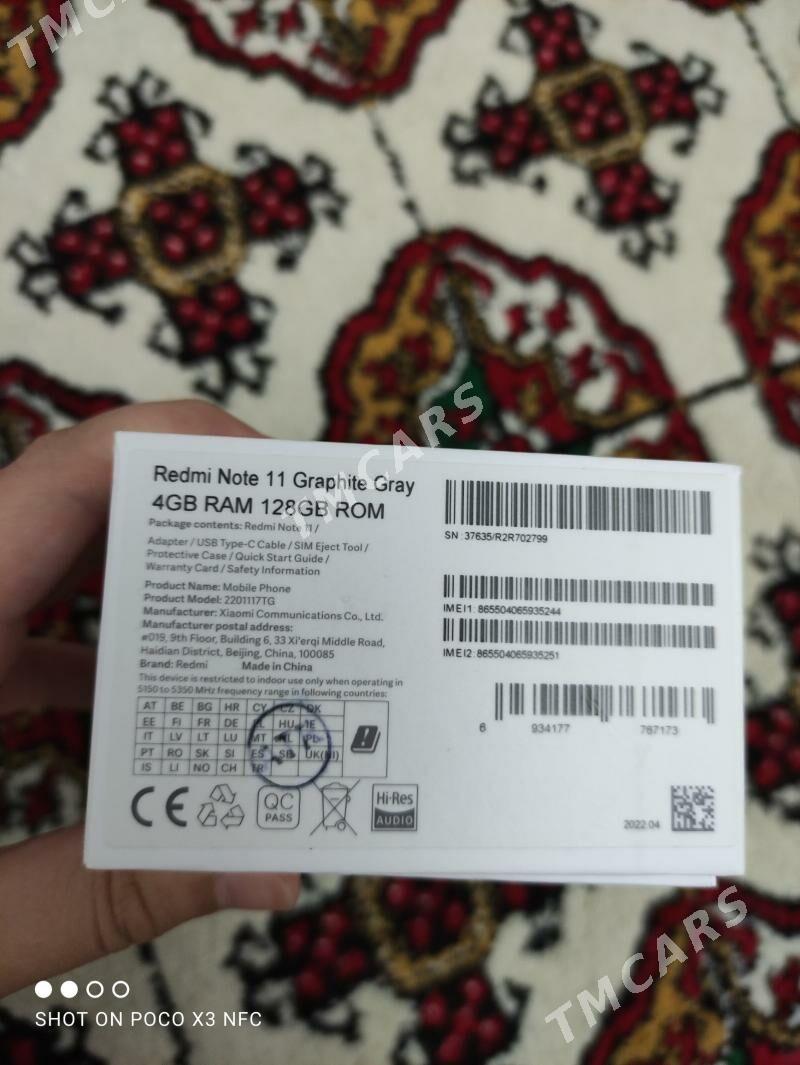 TMCARS
Redmi Note 11 Graphite Gray
4GB RAM 128GB ROM
Package contents: Redmi Note 11 /
Adapter / USB Type-C Cable / SIM Eject Tool /
Protective Case / Quick Start Guide /
Warranty Card / Safety Information
Product Name: Mobile Phone
Product Model: 2201117TG
Manufacturer: Xiaomi Communications Co., Ltd.
Manufacturer postal address:
#019, 9th Floor, Building 6, 33 Xi'erqi Middle Road,
Haidian District, Beijing, China, 100085
Brand: Redmi Made in China
This device is restricted to indoor use only when operating in
5150 to 5350 MHz frequency range in following countries:
AT BE BG HR CY CZ DK
EE FI FR DE EL HU IE
IT LV LT LU MT NL PL
PT RO SK SI ES SE UK(NI)
IS LI NO CH TR
CE
QC
PASS
Hi-Res
AUDIO
SN: 37635/R2R702799
IMEI1: 865504065935244
IMEI2: 865504065935251
6 934177 767173
2022.04
TMCARS
TMCARS
TMCARS
SHOT ON POCO X3 NFC